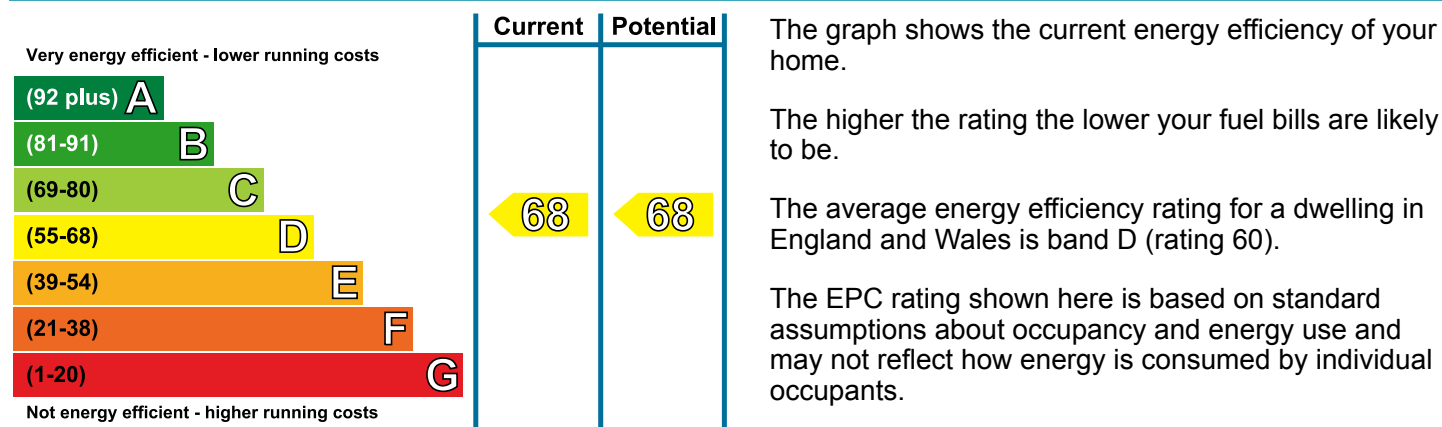 Current Potential
Very energy efficient - lower running costs
(92 plus) A
(81-91) B
(69-80) C
(55-68) D
(39-54) E
(21-38) F
(1-20) G
Not energy efficient - higher running costs
68 68
The graph shows the current energy efficiency of your
home.
The higher the rating the lower your fuel bills are likely
to be.
The average energy efficiency rating for a dwelling in
England and Wales is band D (rating 60).
The EPC rating shown here is based on standard
assumptions about occupancy and energy use and
may not reflect how energy is consumed by individual
occupants.